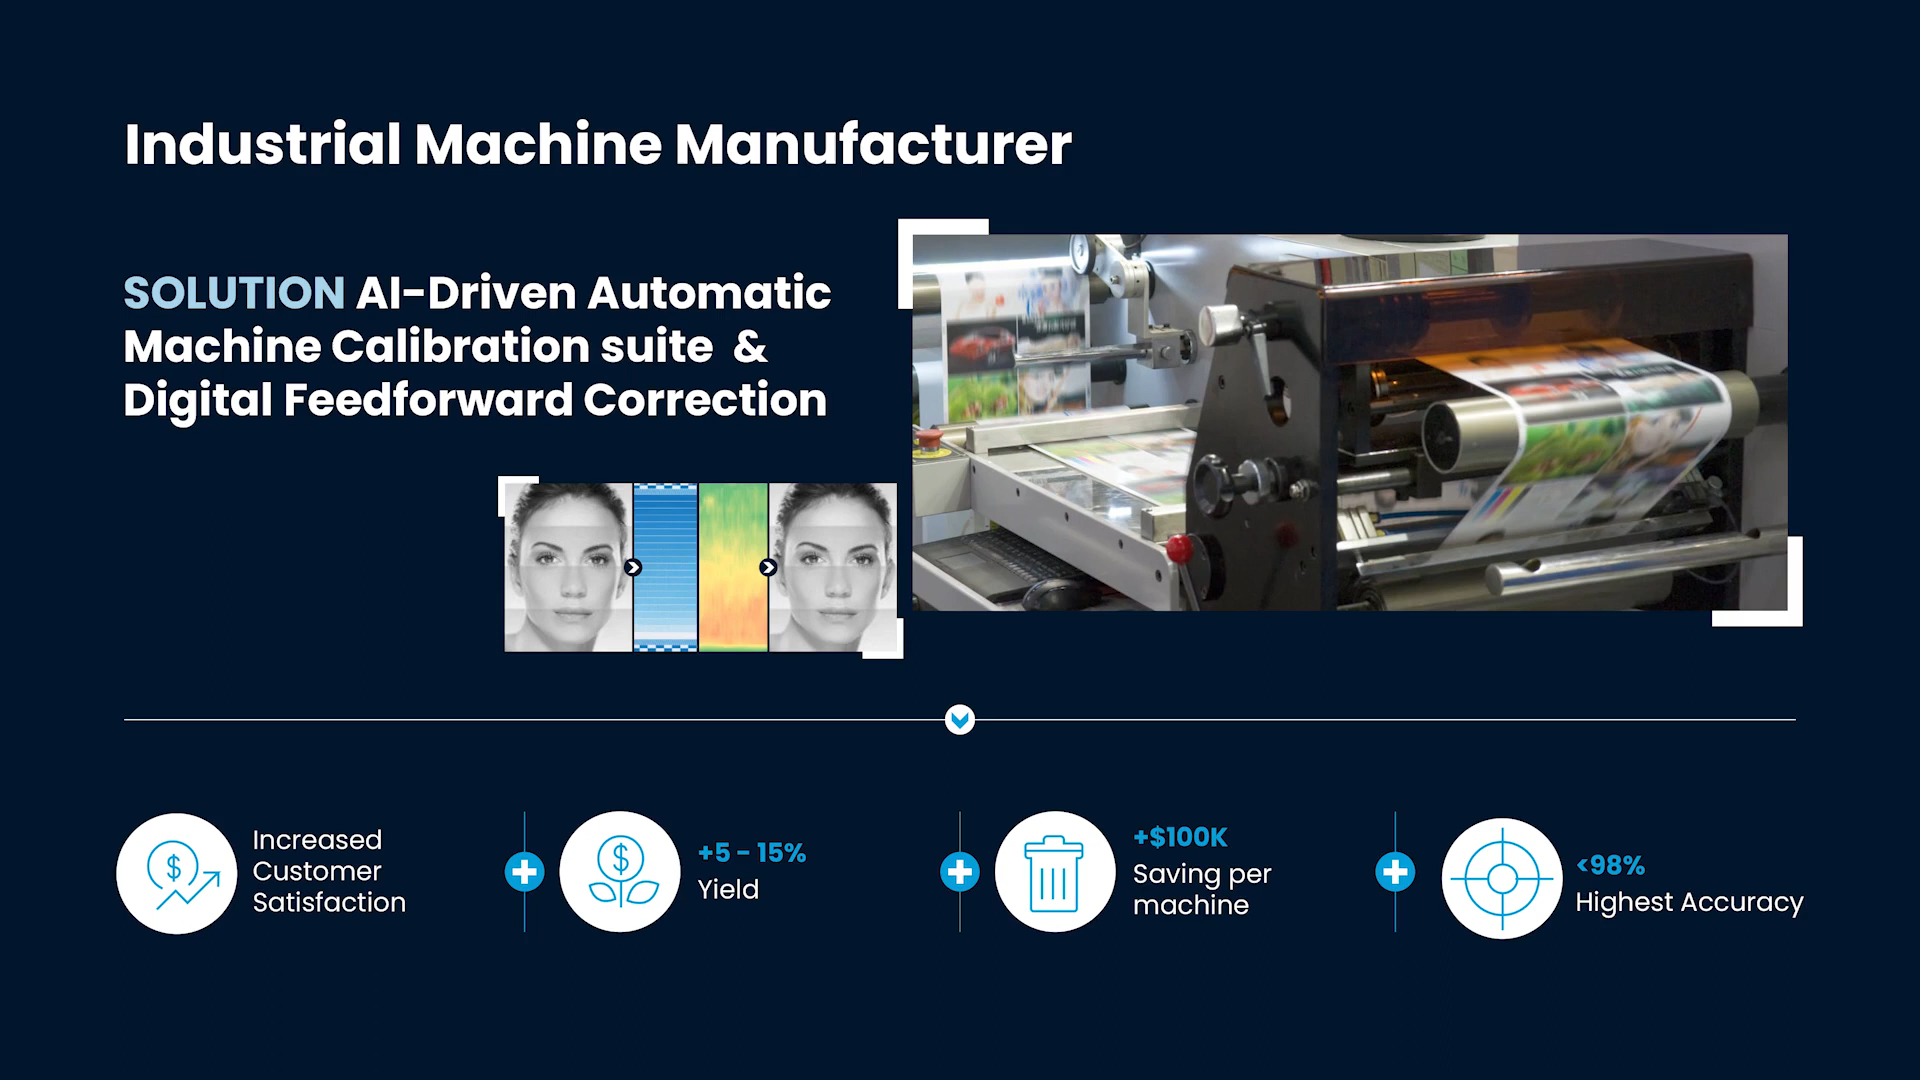 Industrial Machine Manufacturer
SOLUTION AI-Driven Automatic
Machine Calibration suite &
Digital Feedforward Correction
Increased
Customer
Satisfaction
+5 - 15%
Yield
+$100K
Saving per
machine
<98%
Highest Accuracy